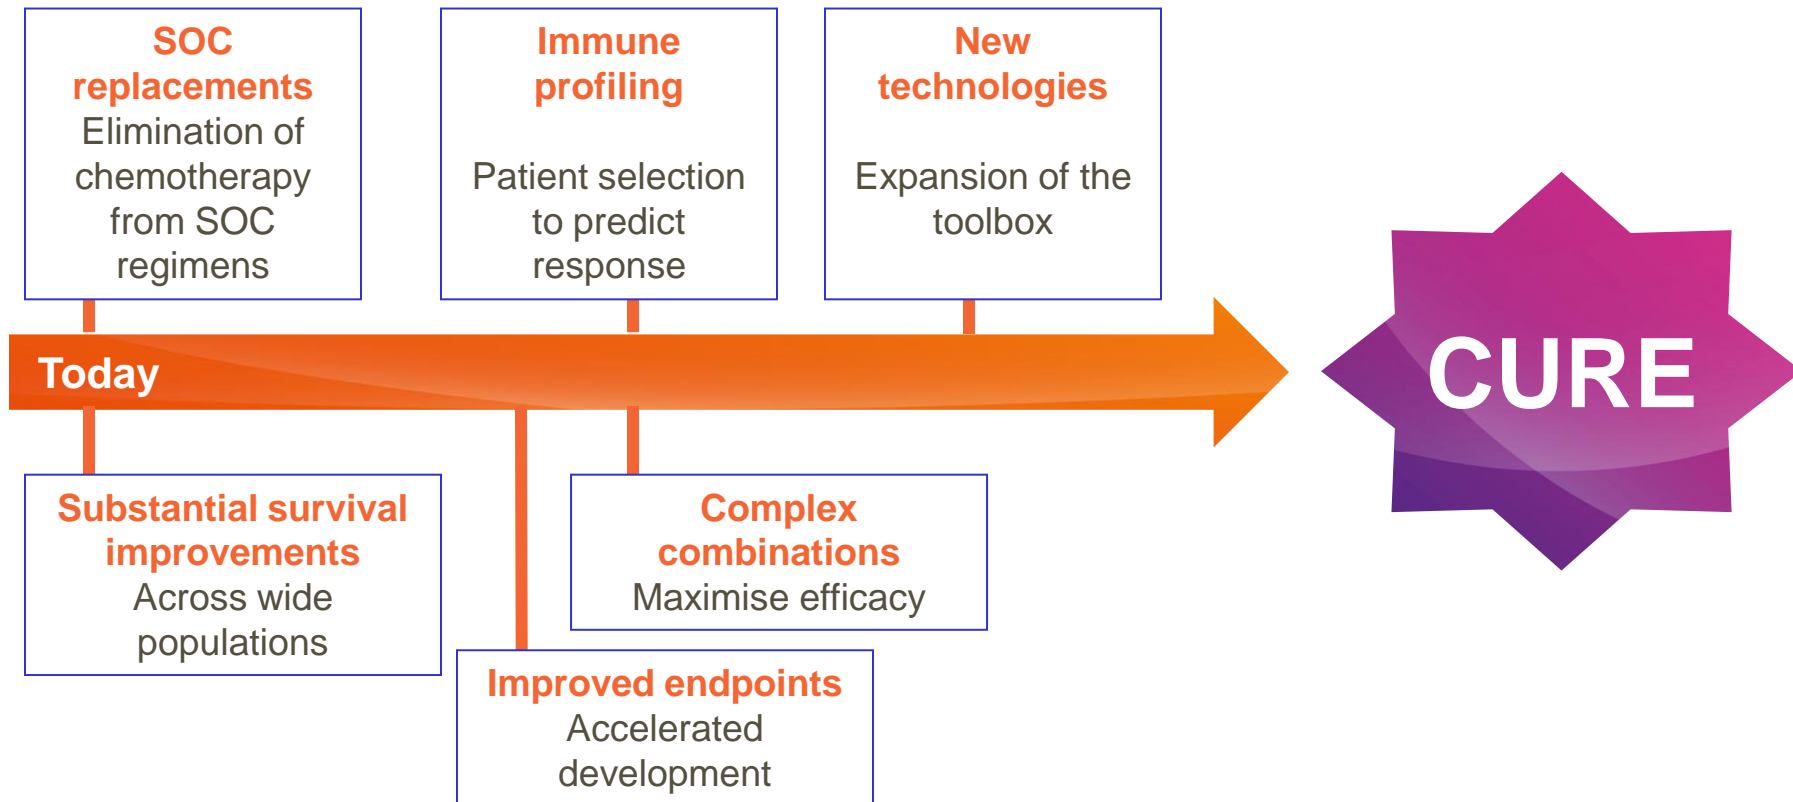 SOC
replacements
Elimination of
chemotherapy
from SOC
regimens
Immune
profiling
Patient selection
to predict
response
New
technologies
Expansion of the
toolbox
Today
CURE
Substantial survival
improvements
Across wide
populations
Complex
combinations
Maximise efficacy
Improved endpoints
Accelerated
development